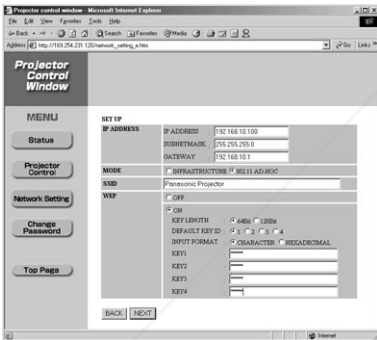 Projector control window - Microsoft Internet Explorer
File Edit View Favorites Tools Help
Back Search Favorites Media
Address http://169.254.231.120/network_setting_e.htm Go Links
Projector Control Window
MENU
Status
Projector Control
Network Setting
Change Password
Top Page
SET UP
IP ADDRESS IP ADDRESS : 192.168.10.100
SUBNETMASK : 255.255.255.0
GATEWAY : 192.168.10.1
MODE INFRASTRUCTURE 802.11 AD-HOC
SSID Panasonic Projector
WEP OFF
ON
KEY LENGTH : 64Bit 128Bit
DEFAULT KEY ID : 1 2 3 4
INPUT FORMAT : CHARACTER HEXADECIMAL
KEY1 :
KEY2 :
KEY3 :
KEY4 :
BACK NEXT
Internet